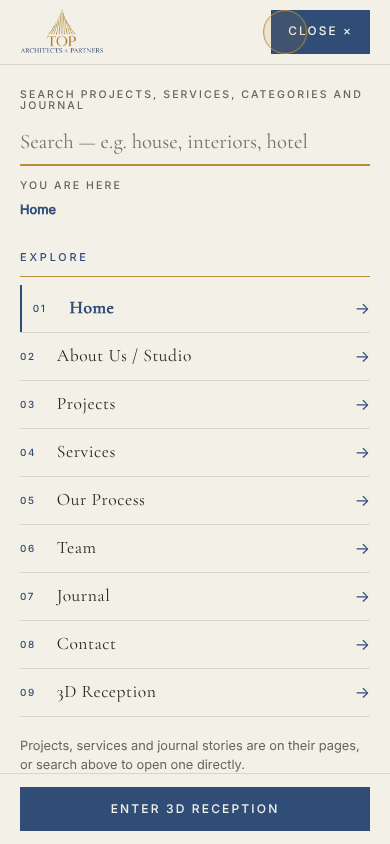 TOP
ARCHITECTS + PARTNERS
CLOSE ×
SEARCH PROJECTS, SERVICES, CATEGORIES AND
JOURNAL
Search — e.g. house, interiors, hotel
YOU ARE HERE
Home
EXPLORE
01 Home →
02 About Us / Studio →
03 Projects →
04 Services →
05 Our Process →
06 Team →
07 Journal →
08 Contact →
09 3D Reception →
Projects, services and journal stories are on their pages,
or search above to open one directly.
ENTER 3D RECEPTION